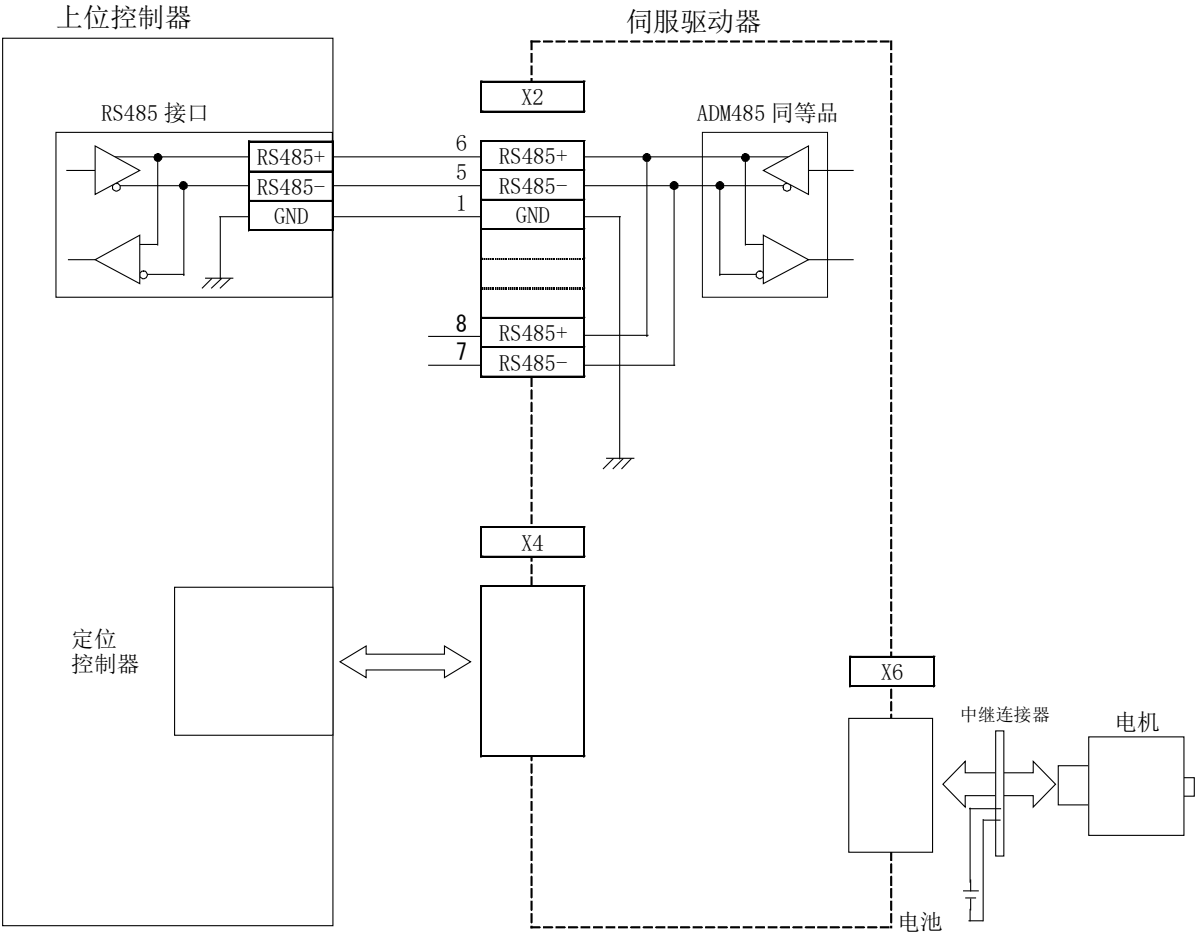 上位控制器
伺服驱动器
X2
RS485 接口
ADM485 同等品
RS485+
6
RS485+
RS485-
5
RS485-
GND
1
GND
8
RS485+
7
RS485-
X4
定位
控制器
X6
中继连接器
电机
电池